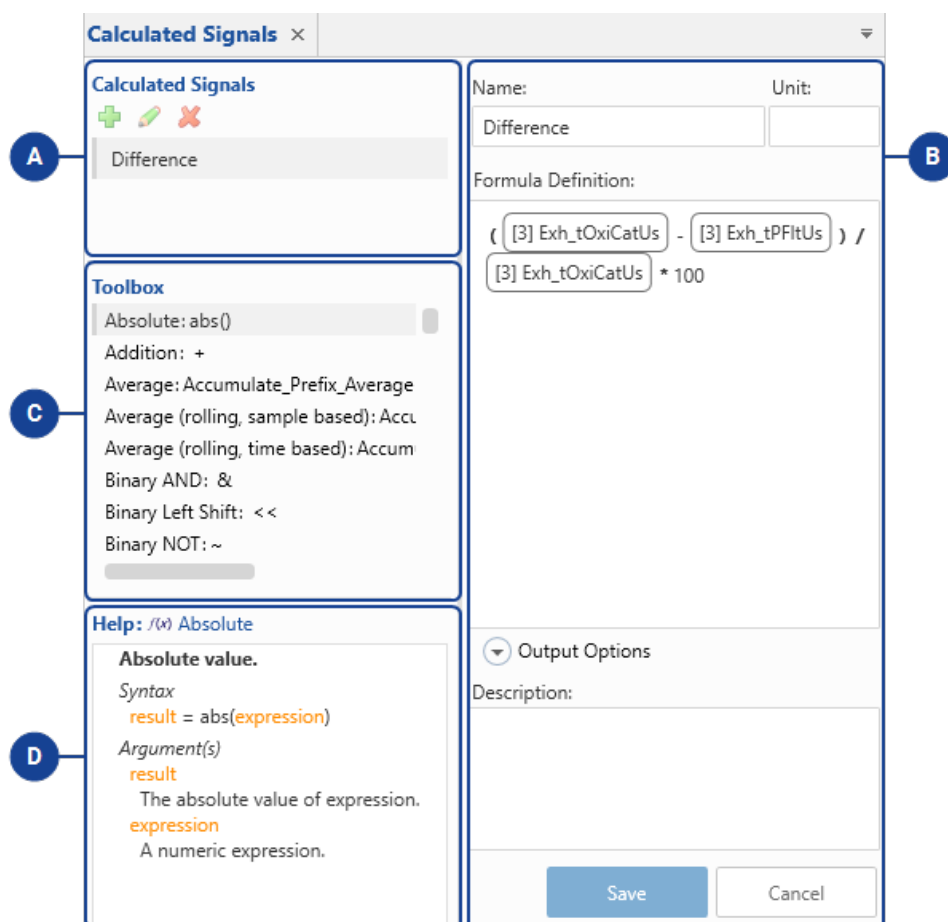 Calculated Signals ×
Calculated Signals
Difference
A
Name: Unit:
Difference
Formula Definition:
( [3] Exh_tOxiCatUs - [3] Exh_tPFltUs ) /
[3] Exh_tOxiCatUs * 100
B
Toolbox
Absolute: abs()
Addition: +
Average: Accumulate_Prefix_Average
Average (rolling, sample based): Accu
Average (rolling, time based): Accum
Binary AND: &
Binary Left Shift: <<
Binary NOT: ~
C
Help: f(x) Absolute
Absolute value.
Syntax
result = abs(expression)
Argument(s)
result
The absolute value of expression.
expression
A numeric expression.
D
Output Options
Description:
Save Cancel